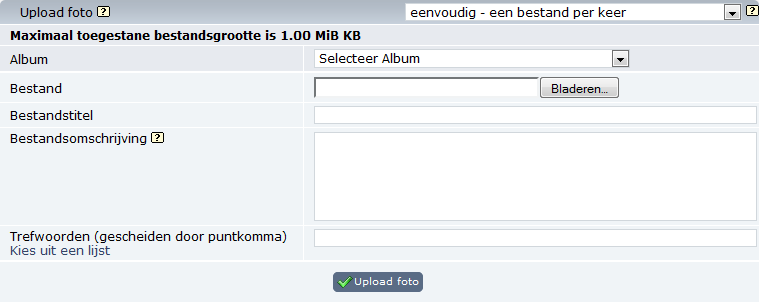 Upload foto ? eenvoudig - een bestand per keer ?
Maximaal toegestane bestandsgrootte is 1.00 MiB KB
Album Selecteer Album
Bestand Bladeren...
Bestandstitel
Bestandsomschrijving ?
Trefwoorden (gescheiden door puntkomma)
Kies uit een lijst
Upload foto